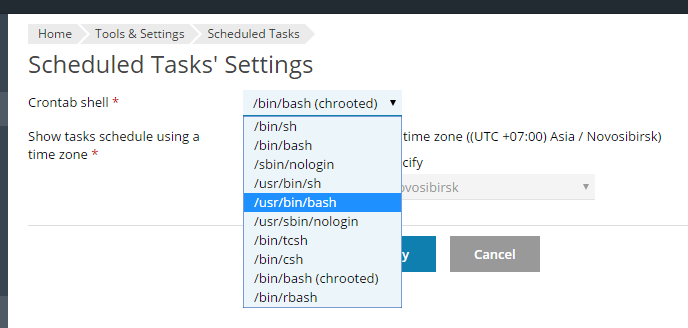 Home Tools & Settings Scheduled Tasks
Scheduled Tasks' Settings
Crontab shell * /bin/bash (chrooted)
/bin/sh
/bin/bash
/sbin/nologin
/usr/bin/sh
/usr/bin/bash
/usr/sbin/nologin
/bin/tcsh
/bin/csh
/bin/bash (chrooted)
/bin/rbash
Show tasks schedule using a
time zone *
time zone ((UTC +07:00) Asia / Novosibirsk)
Cancel